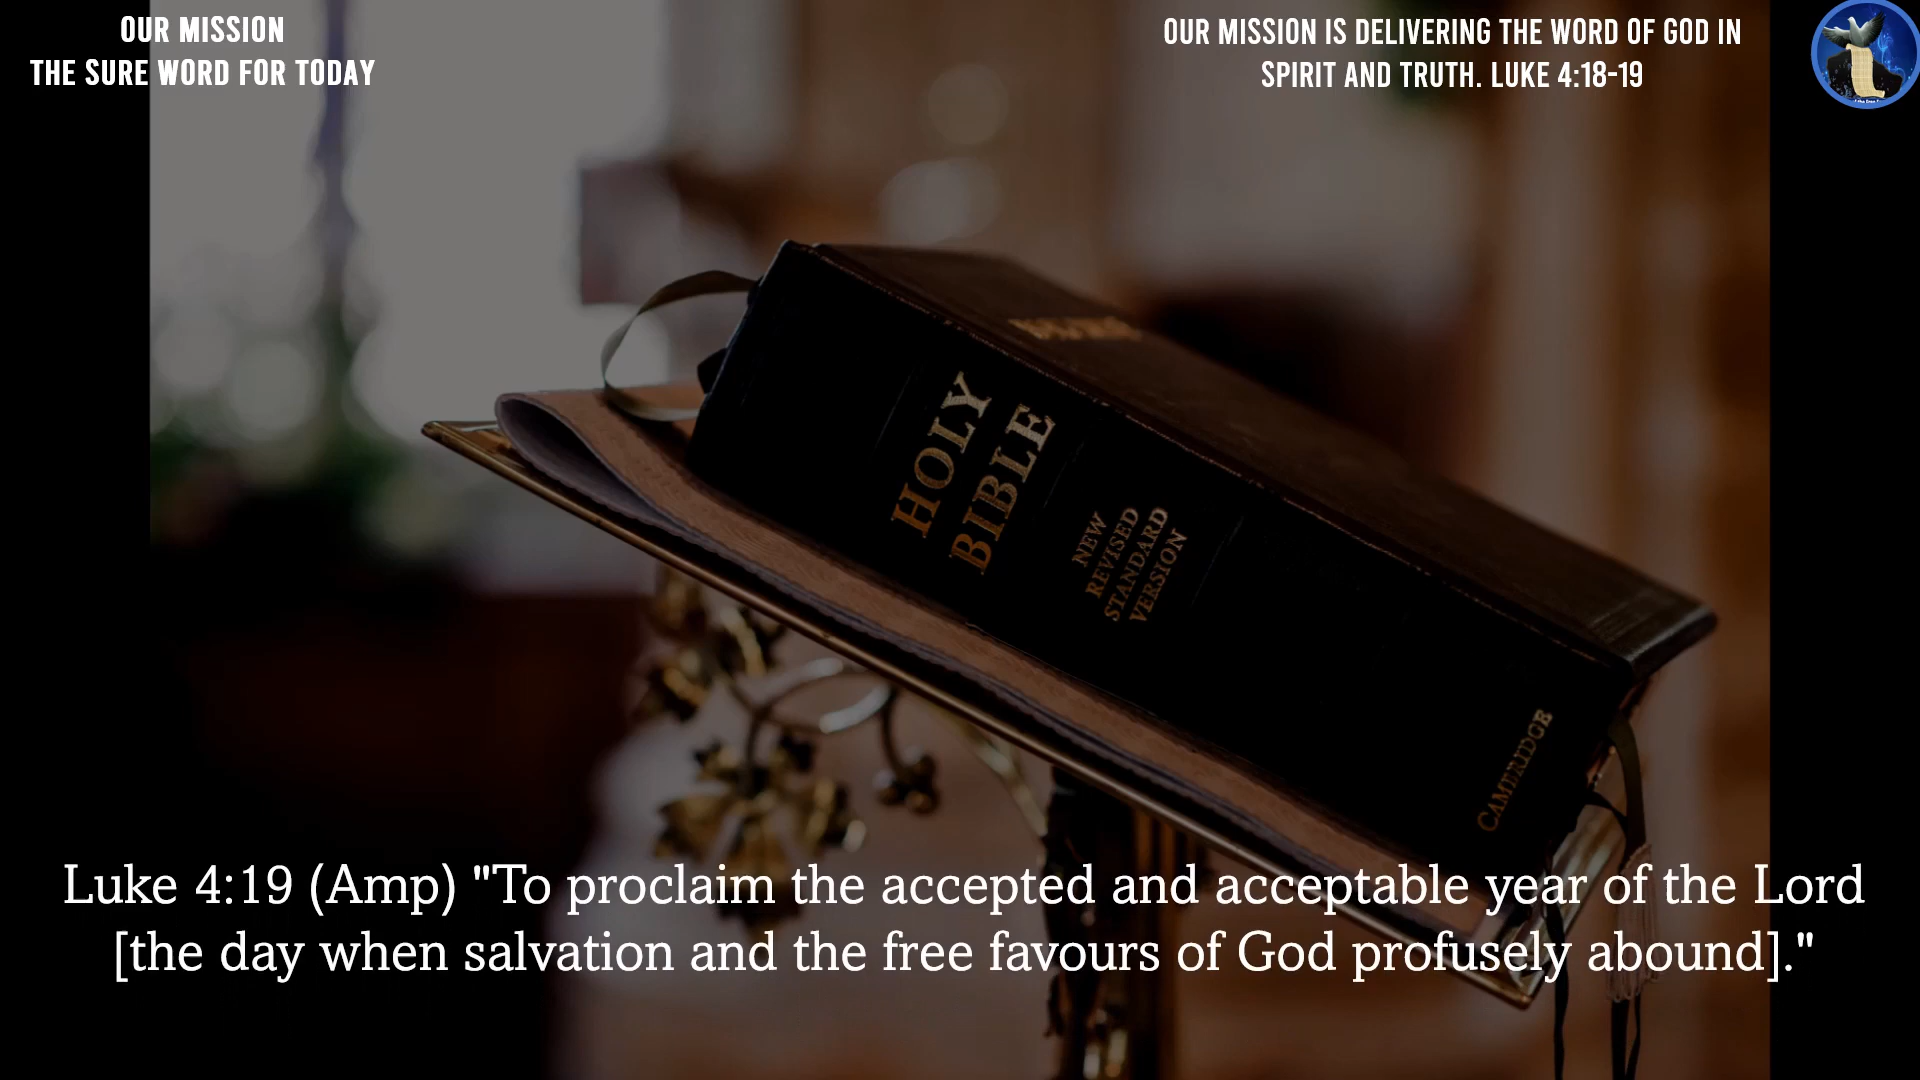 OUR MISSION
THE SURE WORD FOR TODAY
OUR MISSION IS DELIVERING THE WORD OF GOD IN
SPIRIT AND TRUTH. LUKE 4:18-19
HOLY
BIBLE
NEW
REVISED
STANDARD
VERSION
CAMBRIDGE
Luke 4:19 (Amp) "To proclaim the accepted and acceptable year of the Lord
[the day when salvation and the free favours of God profusely abound]."